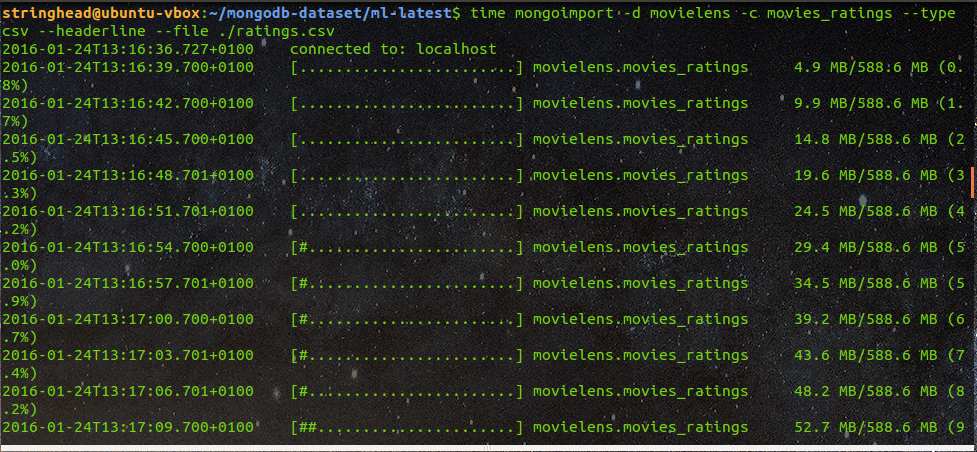 stringhead@ubuntu-vbox:~/mongodb-dataset/ml-latest$ time mongoimport -d movielens -c movies_ratings --type
csv --headerline --file ./ratings.csv
2016-01-24T13:16:36.727+0100    connected to: localhost
2016-01-24T13:16:39.700+0100    [........................] movielens.movies_ratings     4.9 MB/588.6 MB (0.
8%)
2016-01-24T13:16:42.700+0100    [........................] movielens.movies_ratings     9.9 MB/588.6 MB (1.
7%)
2016-01-24T13:16:45.700+0100    [........................] movielens.movies_ratings     14.8 MB/588.6 MB (2
.5%)
2016-01-24T13:16:48.701+0100    [........................] movielens.movies_ratings     19.6 MB/588.6 MB (3
.3%)
2016-01-24T13:16:51.701+0100    [........................] movielens.movies_ratings     24.5 MB/588.6 MB (4
.2%)
2016-01-24T13:16:54.700+0100    [#.......................] movielens.movies_ratings     29.4 MB/588.6 MB (5
.0%)
2016-01-24T13:16:57.701+0100    [#.......................] movielens.movies_ratings     34.5 MB/588.6 MB (5
.9%)
2016-01-24T13:17:00.700+0100    [#.......................] movielens.movies_ratings     39.2 MB/588.6 MB (6
.7%)
2016-01-24T13:17:03.701+0100    [#.......................] movielens.movies_ratings     43.6 MB/588.6 MB (7
.4%)
2016-01-24T13:17:06.701+0100    [#.......................] movielens.movies_ratings     48.2 MB/588.6 MB (8
.2%)
2016-01-24T13:17:09.700+0100    [##......................] movielens.movies_ratings     52.7 MB/588.6 MB (9